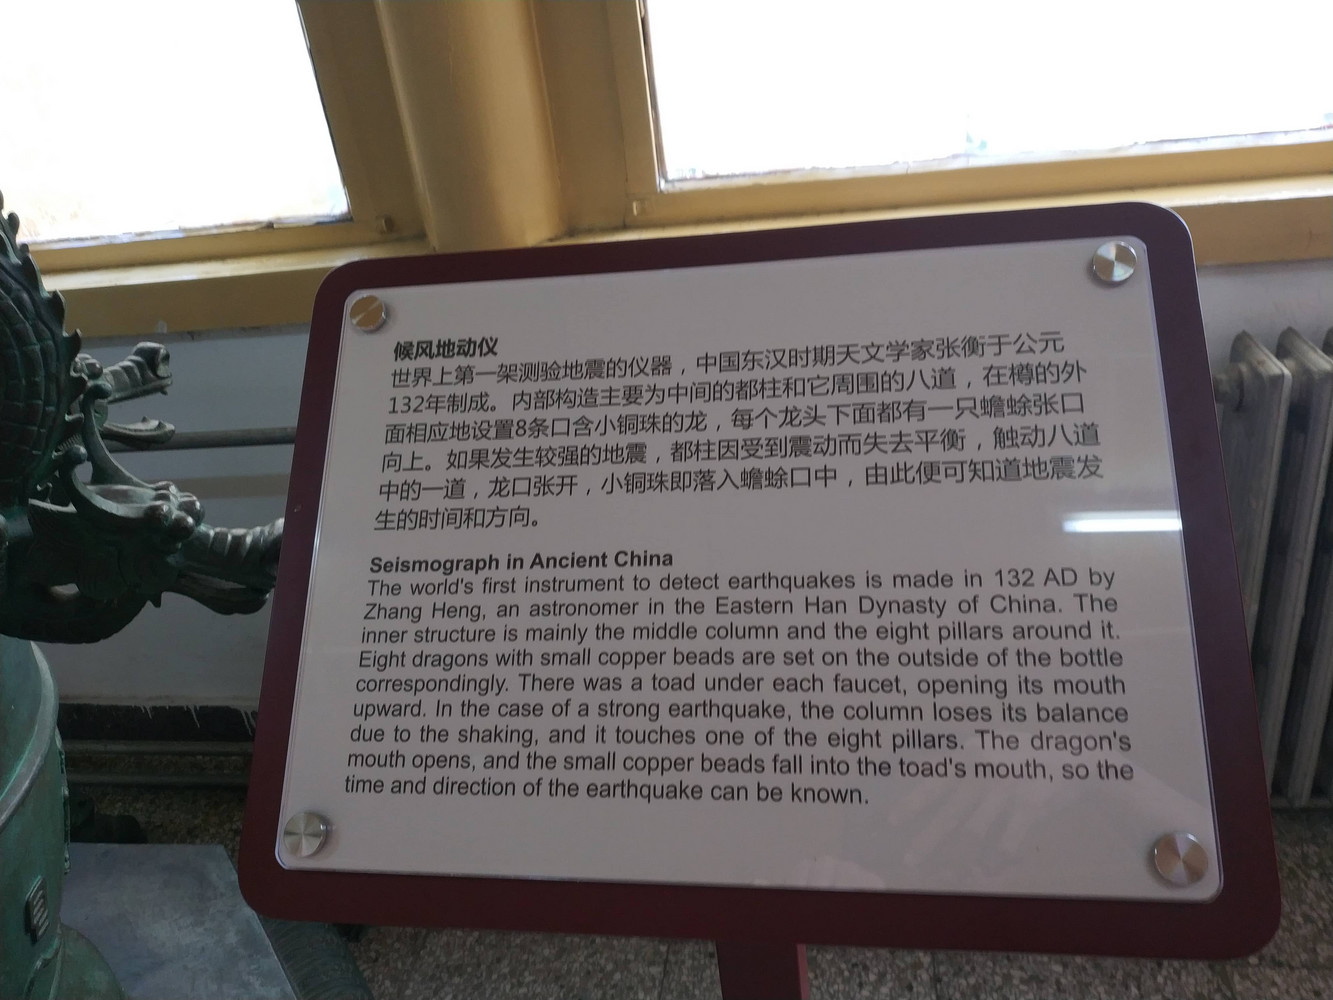 候风地动仪
世界上第一架测验地震的仪器，中国东汉时期天文学家张衡于公元
132年制成。内部构造主要为中间的都柱和它周围的八道，在樽的外
面相应地设置8条口含小铜珠的龙，每个龙头下面都有一只蟾蜍张口
向上。如果发生较强的地震，都柱因受到震动而失去平衡，触动八道
中的一道，龙口张开，小铜珠即落入蟾蜍口中，由此便可知道地震发
生的时间和方向。
Seismograph in Ancient China
The world's first instrument to detect earthquakes is made in 132 AD by
Zhang Heng, an astronomer in the Eastern Han Dynasty of China. The
inner structure is mainly the middle column and the eight pillars around it.
Eight dragons with small copper beads are set on the outside of the bottle
correspondingly. There was a toad under each faucet, opening its mouth
upward. In the case of a strong earthquake, the column loses its balance
due to the shaking, and it touches one of the eight pillars. The dragon's
mouth opens, and the small copper beads fall into the toad's mouth, so the
time and direction of the earthquake can be known.